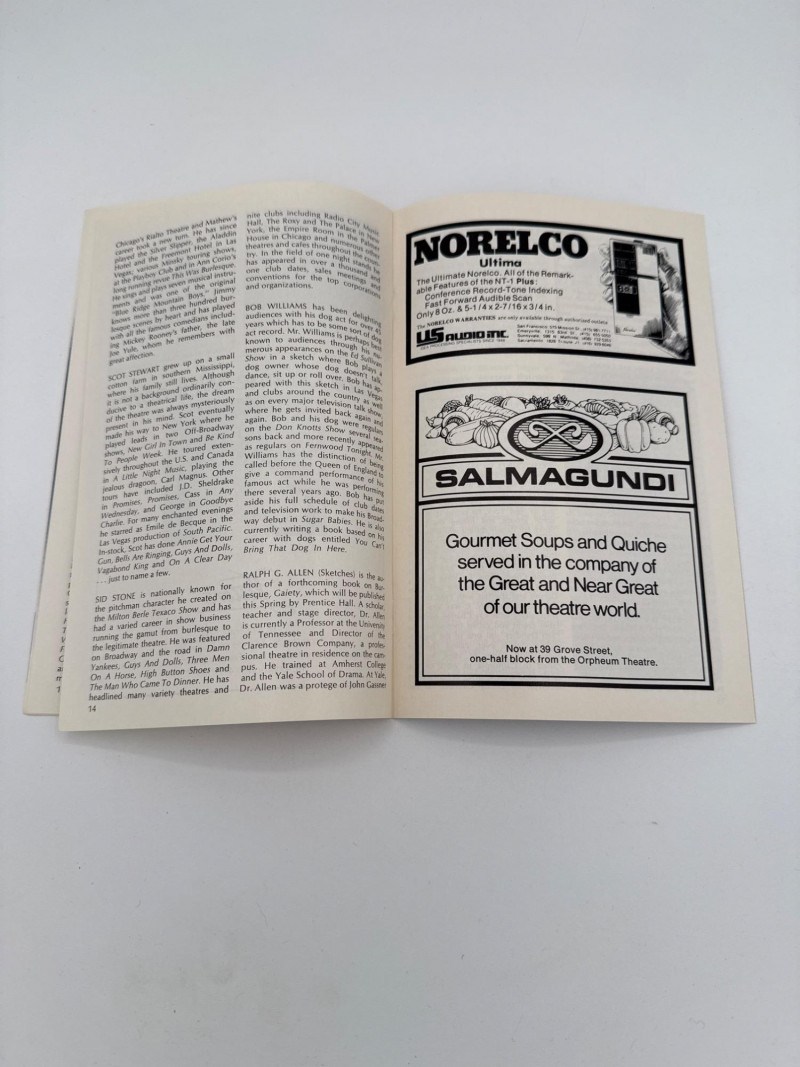 Chicago's Rialto Theatre and Mathew's
career took a new turn. He has since
played the Silver Slipper, the Aladdin
Hotel and the Freemont Hotel in Las
Vegas, various Minsky touring shows,
at the Playboy Club and in Ann Corio's
long running revue This Was Burlesque.
He sings and plays seven musical instru-
ments and was one of the original
"Blue Ridge Mountain Boys." Jimmy
knows more than three hundred bur-
lesque scenes by heart and has played
with all the famous comedians includ-
ing Mickey Rooney's father, the late
Joe Yule, whom he remembers with
great affection.
SCOT STEWART grew up on a small
cotton farm in southern Mississippi,
where his family still lives. Although
it is not a background ordinarily con-
ducive to a theatrical life, the dream
of the theatre was always mysteriously
present in his mind. Scot eventually
made his way to New York where he
played leads in two Off-Broadway
shows, New Girl In Town and Be Kind
To People Week. He toured exten-
sively throughout the U.S. and Canada
in A Little Night Music, playing the
jealous dragoon, Carl Magnus. Other
tours have included J.D. Sheldrake
in Promises, Promises, Cass in Any
Wednesday, and George in Goodbye
Charlie. For many enchanted evenings
he starred as Emile de Becque in the
Las Vegas production of South Pacific.
In-stock, Scot has done Annie Get Your
Gun, Bells Are Ringing, Guys And Dolls,
Vagabond King and On A Clear Day
. . . just to name a few.
SID STONE is nationally known for
the pitchman character he created on
the Milton Berle Texaco Show and has
had a varied career in show business
running the gamut from burlesque to
the legitimate theatre. He was featured
on Broadway and the road in Damn
Yankees, Guys And Dolls, Three Men
On A Horse, High Button Shoes and
The Man Who Came To Dinner. He has
headlined many variety theatres and
14
nite clubs including Radio City Music
Hall, The Roxy and The Palace in New
York, the Empire Room in the Palmer
House in Chicago and numerous other
theatres and cafes throughout the coun-
try. In the field of one night stands he
has appeared in over a thousand and
one club dates, sales meetings and
conventions for the top corporations
and organizations.
BOB WILLIAMS has been delighting
audiences with his dog act for over 45
years which has to be some sort of dog
act record. Mr. Williams is perhaps best
known to audiences through his nu-
merous appearances on the Ed Sullivan
Show in a sketch where Bob plays a
dog owner whose dog doesn't talk,
dance, sit up or roll over. Bob has ap-
peared with this sketch in Las Vegas
and clubs around the country as well
as on every major television talk show,
where he gets invited back again and
again. Bob and his dog were regulars
on the Don Knotts Show several sea-
sons back and more recently appeared
as regulars on Fernwood Tonight. Mr.
Williams has the distinction of being
called before the Queen of England to
give a command performance of his
famous act while he was performing
there several years ago. Bob has put
aside his full schedule of club dates
and television work to make his Broad-
way debut in Sugar Babies. He is also
currently writing a book based on his
career with dogs entitled You Can't
Bring That Dog In Here.
RALPH G. ALLEN (Sketches) is the au-
thor of a forthcoming book on Bur-
lesque, Gaiety, which will be published
this Spring by Prentice Hall. A scholar,
teacher and stage director, Dr. Allen
is currently a Professor at the University
of Tennessee and Director of the
Clarence Brown Company, a profes-
sional theatre in residence on the cam-
pus. He trained at Amherst College
and the Yale School of Drama. At Yale,
Dr. Allen was a protege of John Gassner
NORELCO
Ultima
The Ultimate Norelco. All of the Remark-
able Features of the NT-1 Plus:
Conference Record-Tone Indexing
Fast Forward Audible Scan
Only 8 Oz. & 5-1/4 x 2-7/16 x 3/4 in.
The NORELCO WARRANTIES are only available through authorized outlets
US AUDIO INC
SALMAGUNDI
Gourmet Soups and Quiche
served in the company of
the Great and Near Great
of our theatre world.
Now at 39 Grove Street,
one-half block from the Orpheum Theatre.